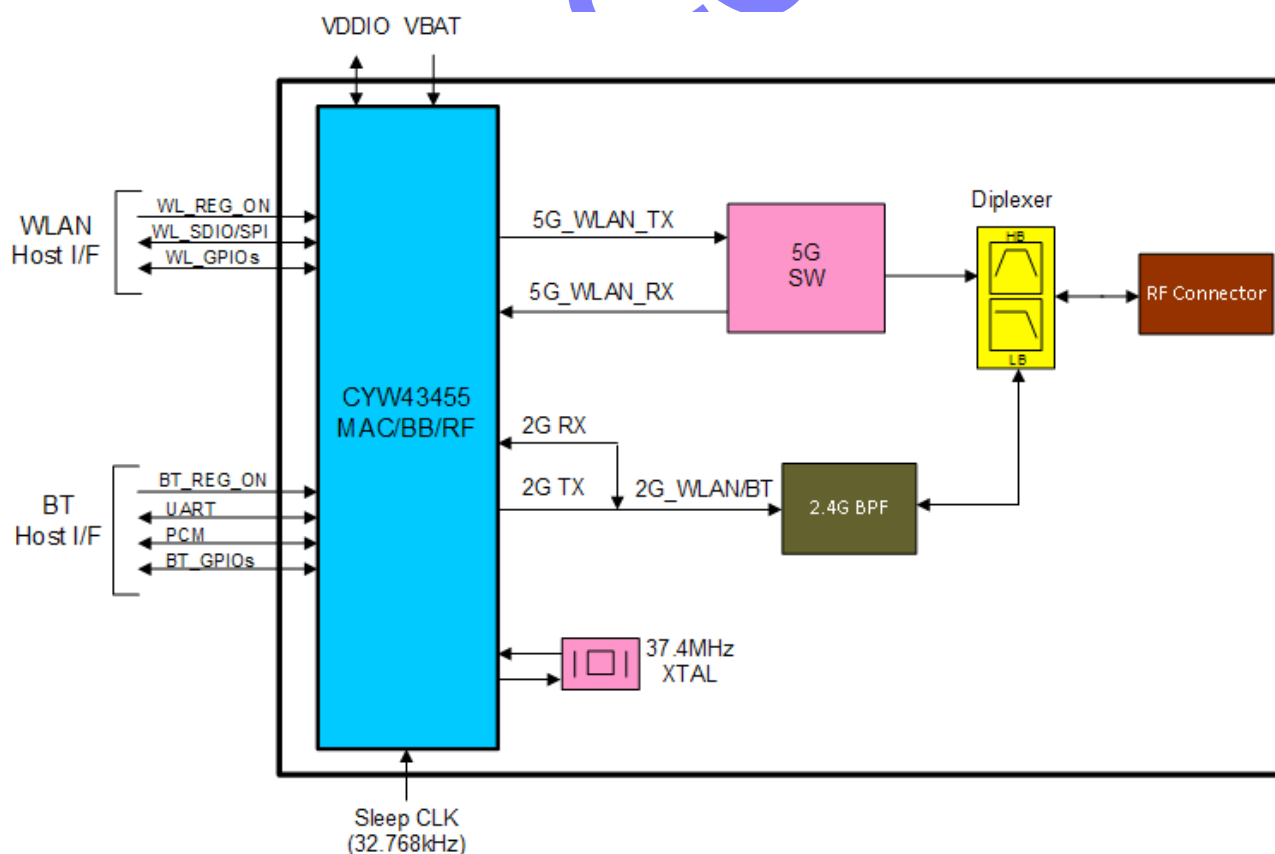 VDDIO VBAT
WLAN
Host I/F
WL_REG_ON
WL_SDIO/SPI
WL_GPIOs
5G_WLAN_TX
5G_WLAN_RX
5G
SW
Diplexer
HB
LB
RF Connector
CYW43455
MAC/BB/RF
2G RX
2G TX
2G_WLAN/BT
2.4G BPF
BT
Host I/F
BT_REG_ON
UART
PCM
BT_GPIOs
37.4MHz
XTAL
Sleep CLK
(32.768kHz)